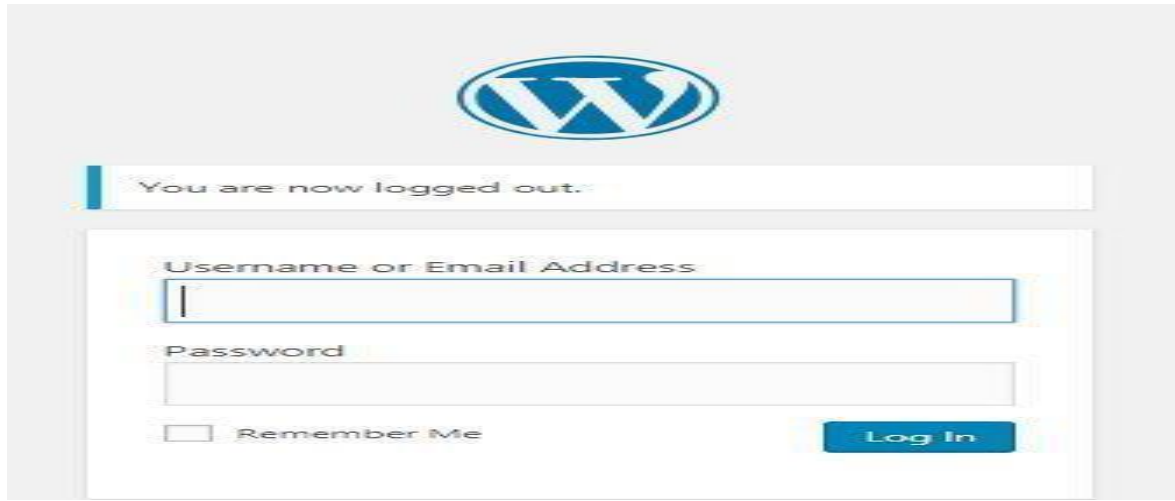 You are now logged out.
Username or Email Address
Password
Remember Me
Log In